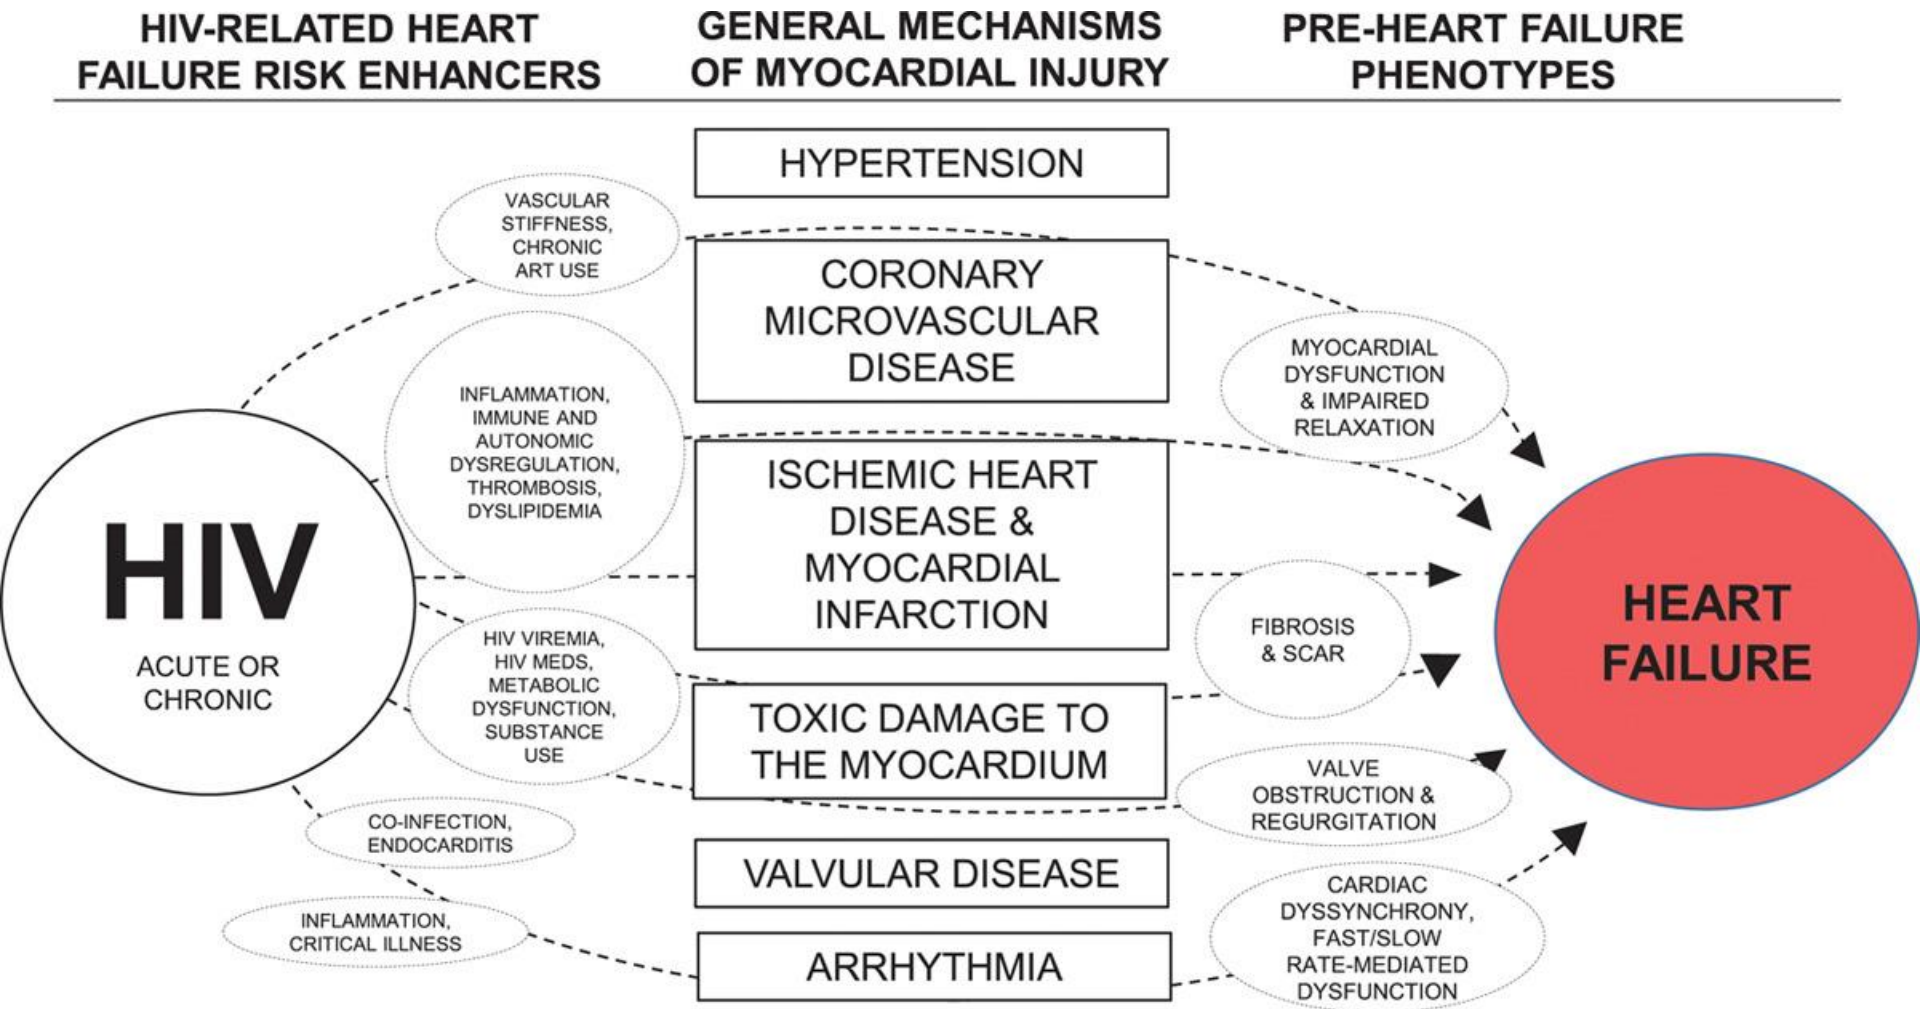 HIV-RELATED HEART
FAILURE RISK ENHANCERS
GENERAL MECHANISMS
OF MYOCARDIAL INJURY
PRE-HEART FAILURE
PHENOTYPES
HIV
ACUTE OR
CHRONIC
VASCULAR
STIFFNESS,
CHRONIC
ART USE
INFLAMMATION,
IMMUNE AND
AUTONOMIC
DYSREGULATION,
THROMBOSIS,
DYSLIPIDEMIA
HIV VIREMIA,
HIV MEDS,
METABOLIC
DYSFUNCTION,
SUBSTANCE
USE
CO-INFECTION,
ENDOCARDITIS
INFLAMMATION,
CRITICAL ILLNESS
HYPERTENSION
CORONARY
MICROVASCULAR
DISEASE
ISCHEMIC HEART
DISEASE &
MYOCARDIAL
INFARCTION
TOXIC DAMAGE TO
THE MYOCARDIUM
VALVULAR DISEASE
ARRHYTHMIA
MYOCARDIAL
DYSFUNCTION
& IMPAIRED
RELAXATION
FIBROSIS
& SCAR
VALVE
OBSTRUCTION &
REGURGITATION
CARDIAC
DYSSYNCHRONY,
FAST/SLOW
RATE-MEDIATED
DYSFUNCTION
HEART
FAILURE